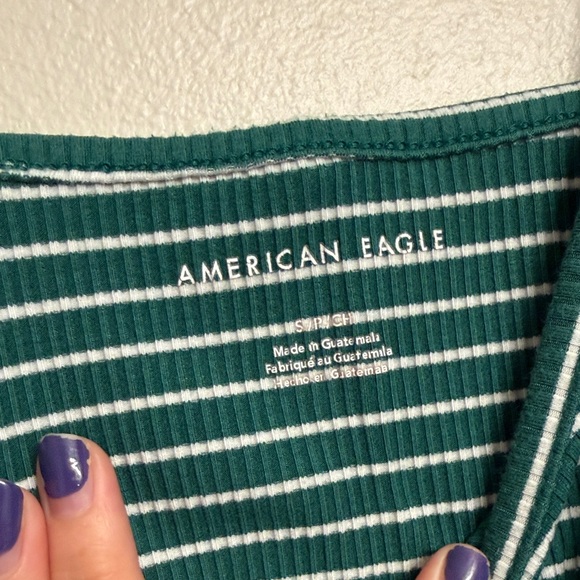 AMERICAN EAGLE
S/P/CH
Made in Guatemala
Fabriqué au Guatemala
Hecho en Guatemala